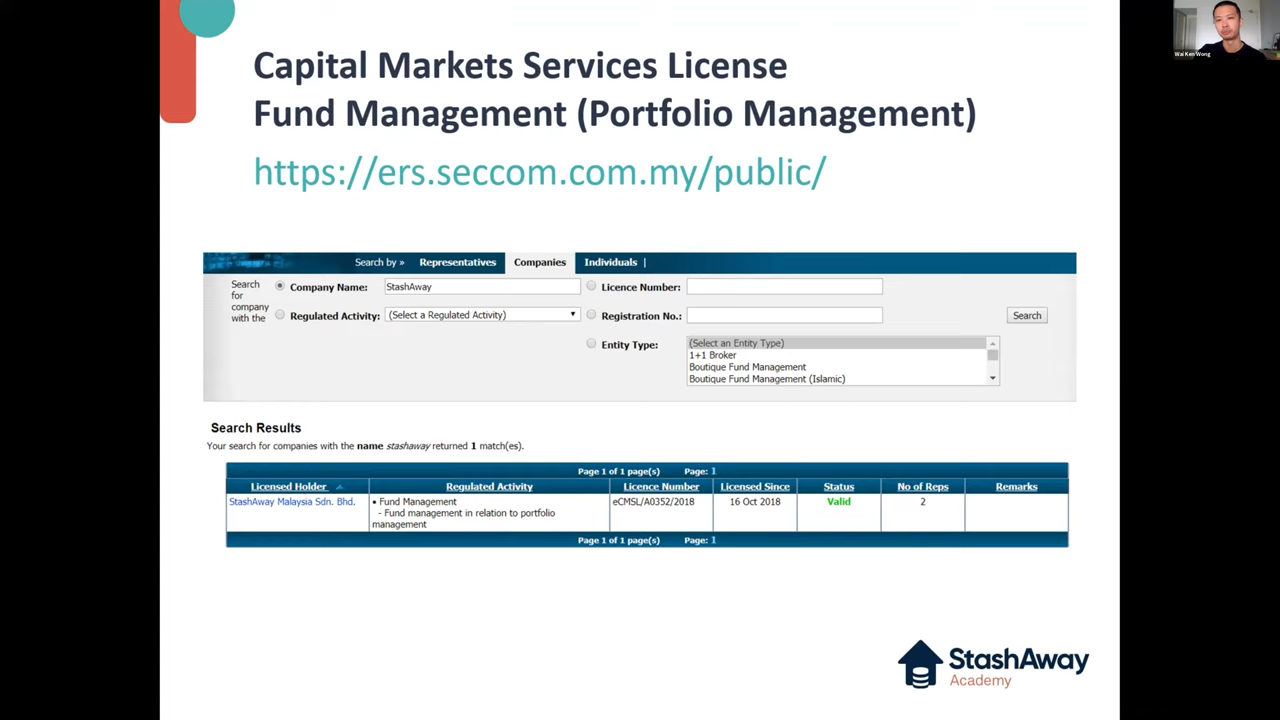 Capital Markets Services License
Fund Management (Portfolio Management)
https://ers.seccom.com.my/public/
Wai Ken Wong
Search by » Representatives Companies Individuals |
Search for company with the
Company Name: StashAway
Licence Number:
Regulated Activity: (Select a Regulated Activity)
Registration No.:
Search
Entity Type:
(Select an Entity Type)
1+1 Broker
Boutique Fund Management
Boutique Fund Management (Islamic)
Search Results
Your search for companies with the name stashaway returned 1 match(es).
Page 1 of 1 page(s) Page: 1
Licensed Holder Regulated Activity Licence Number Licensed Since Status No of Reps Remarks
StashAway Malaysia Sdn. Bhd. • Fund Management eCMSL/A0352/2018 16 Oct 2018 Valid 2
- Fund management in relation to portfolio
management
Page 1 of 1 page(s) Page: 1
StashAway
Academy